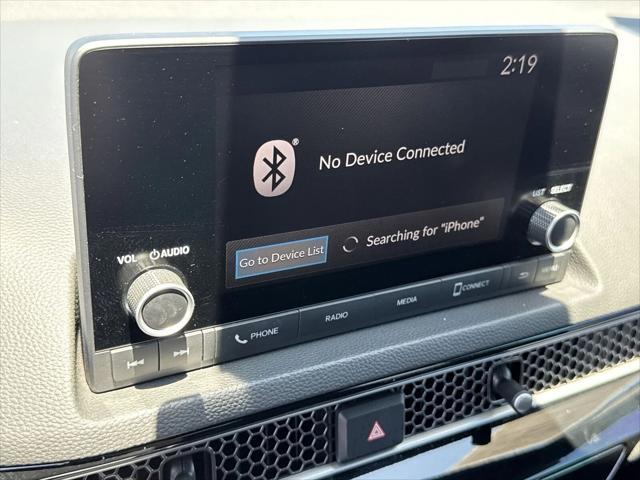 2:19
®
No Device Connected
LIST SELECT
Go to Device List
Searching for "iPhone"
VOL AUDIO
PHONE
RADIO
MEDIA
CONNECT